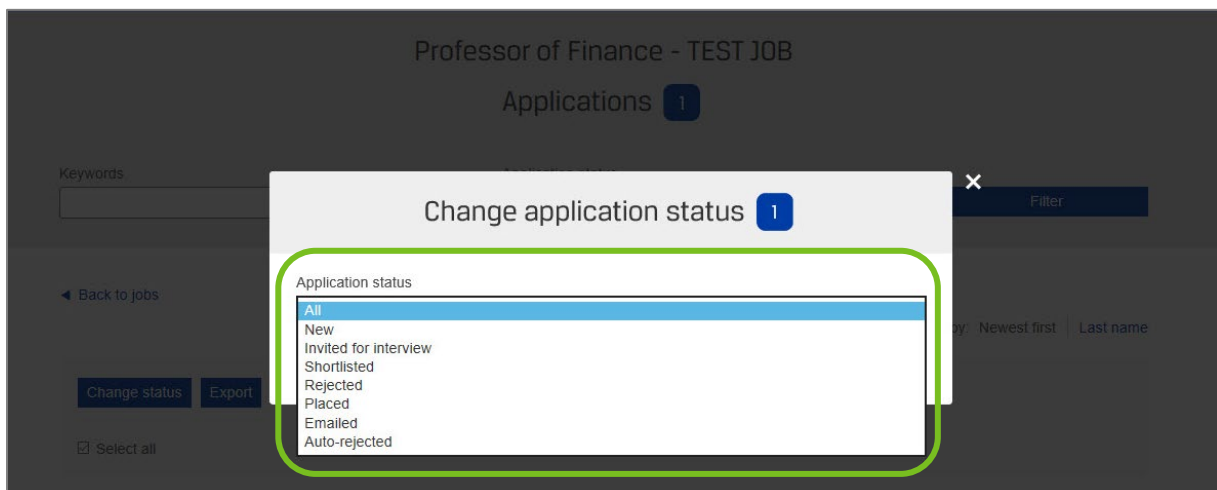 Professor of Finance - TEST JOB
Applications 1
Keywords
Application status
Filter
Change application status 1
◄ Back to jobs
Application status
All
New
Invited for interview
Shortlisted
Rejected
Placed
Emailed
Auto-rejected
by: Newest first Last name
Change status Export
Select all